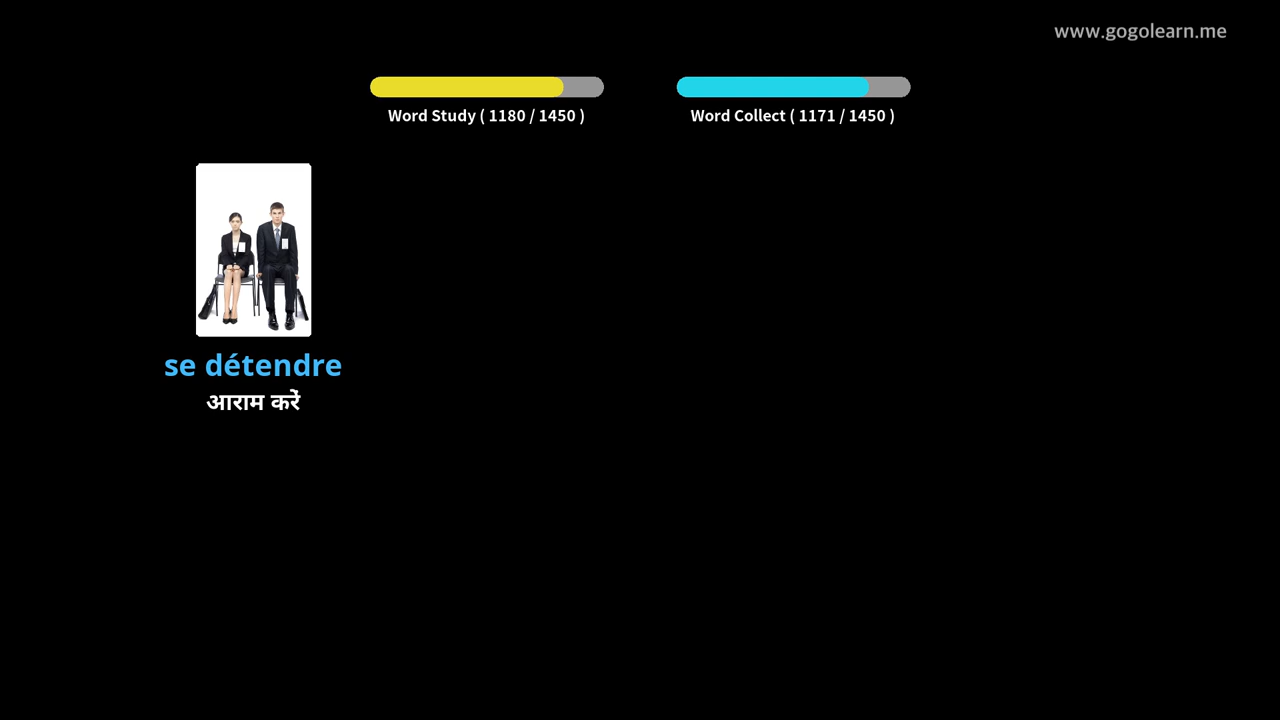 www.gogolearn.me
Word Study ( 1180 / 1450 )
Word Collect ( 1171 / 1450 )
se détendre
आराम करें